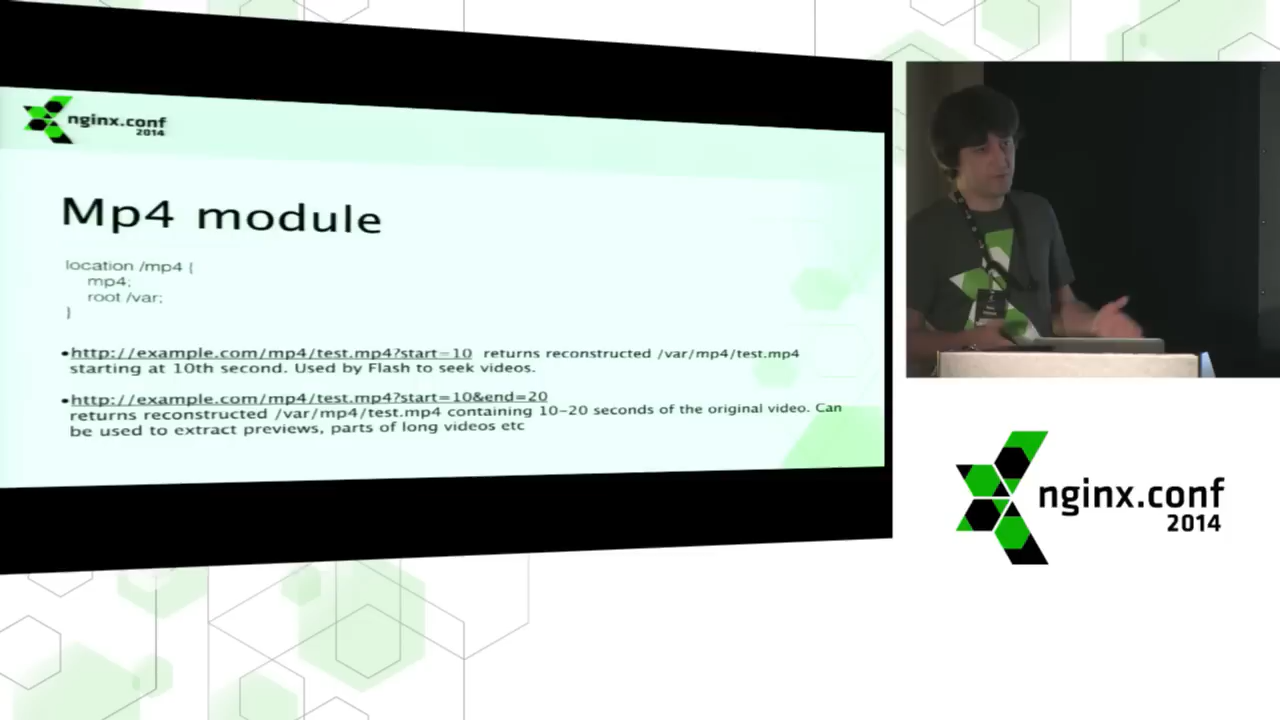 nginx.conf
2014
Mp4 module
location /mp4 {
mp4;
root /var;
}
•http://example.com/mp4/test.mp4?start=10 returns reconstructed /var/mp4/test.mp4
starting at 10th second. Used by Flash to seek videos.
•http://example.com/mp4/test.mp4?start=10&end=20
returns reconstructed /var/mp4/test.mp4 containing 10-20 seconds of the original video. Can
be used to extract previews, parts of long videos etc
nginx.conf
2014